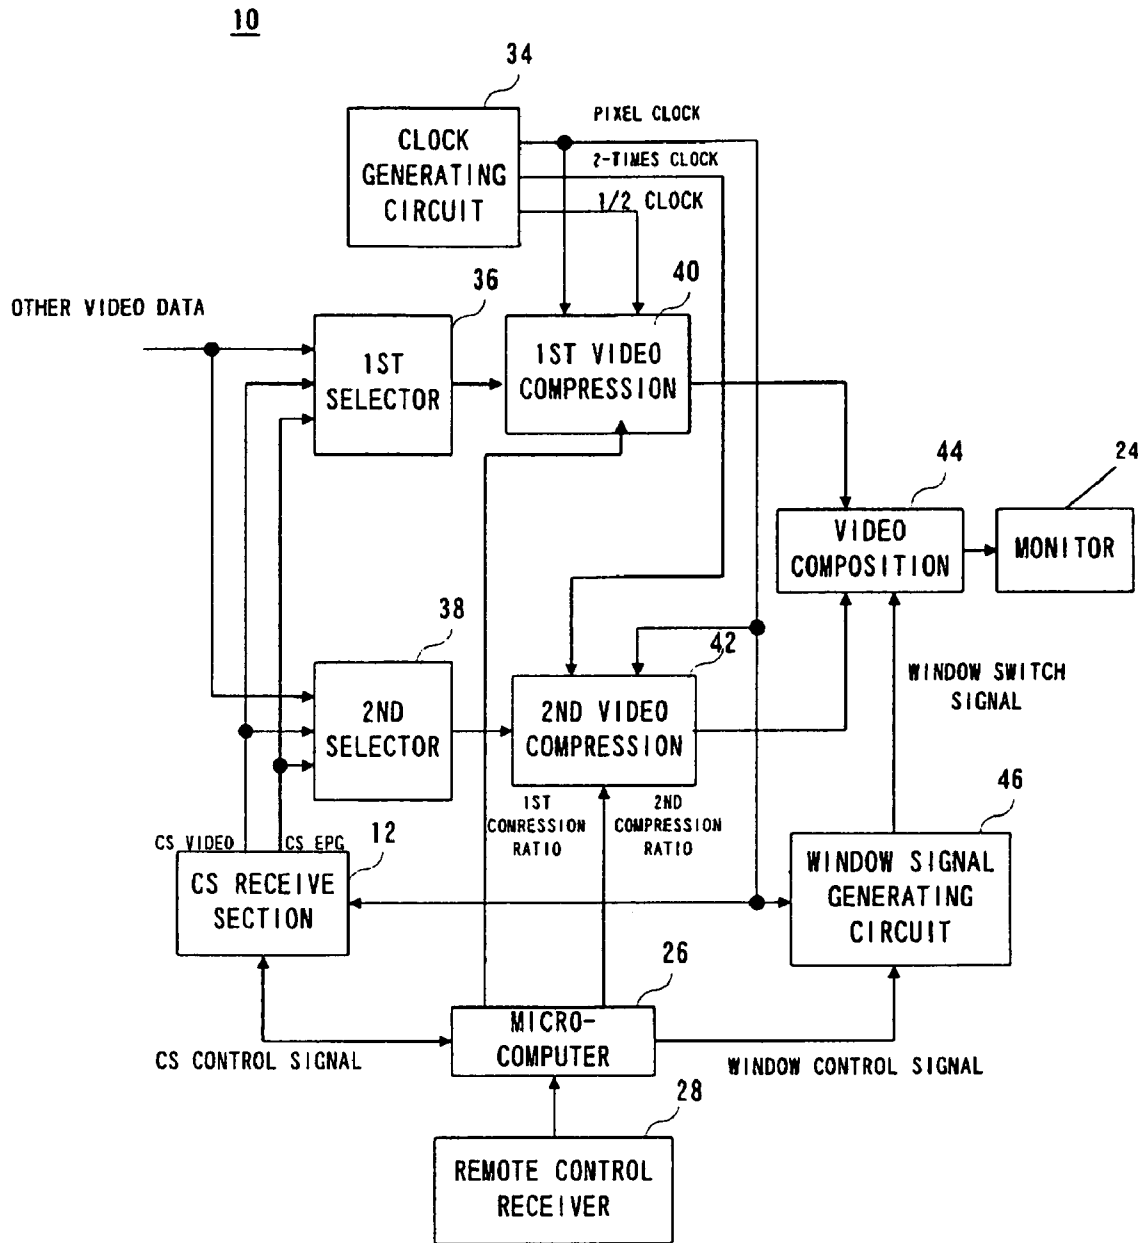 10
34
CLOCK
GENERATING
CIRCUIT
PIXEL CLOCK
2-TIMES CLOCK
1/2 CLOCK
OTHER VIDEO DATA
36
1ST
SELECTOR
40
1ST VIDEO
COMPRESSION
44
VIDEO
COMPOSITION
24
MONITOR
38
2ND
SELECTOR
42
2ND VIDEO
COMPRESSION
WINDOW SWITCH
SIGNAL
1ST
CONRESSION
RATIO
2ND
COMPRESSION
RATIO
46
WINDOW SIGNAL
GENERATING
CIRCUIT
CS VIDEO
CS EPG
12
CS RECEIVE
SECTION
26
MICRO-
COMPUTER
CS CONTROL SIGNAL
WINDOW CONTROL SIGNAL
28
REMOTE CONTROL
RECEIVER